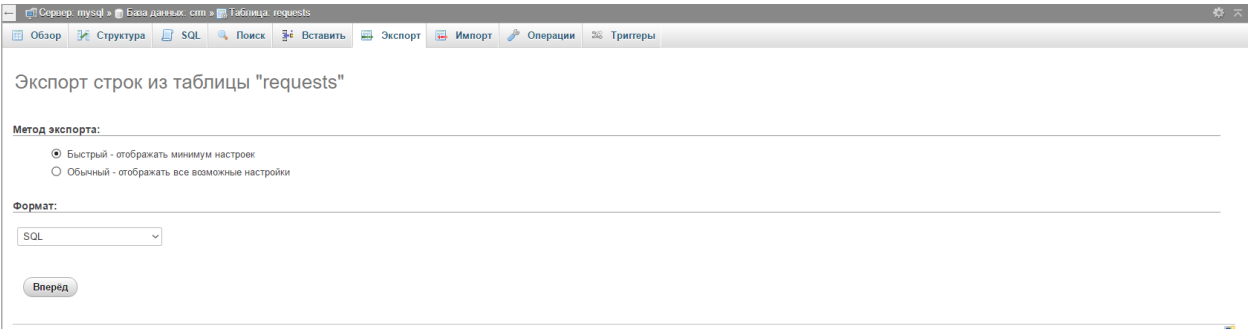 Сервер: mysql » База данных: crm » Таблица: requests
Обзор Структура SQL Поиск Вставить Экспорт Импорт Операции Триггеры
Экспорт строк из таблицы "requests"
Метод экспорта:
Быстрый - отображать минимум настроек
Обычный - отображать все возможные настройки
Формат:
SQL
Вперёд